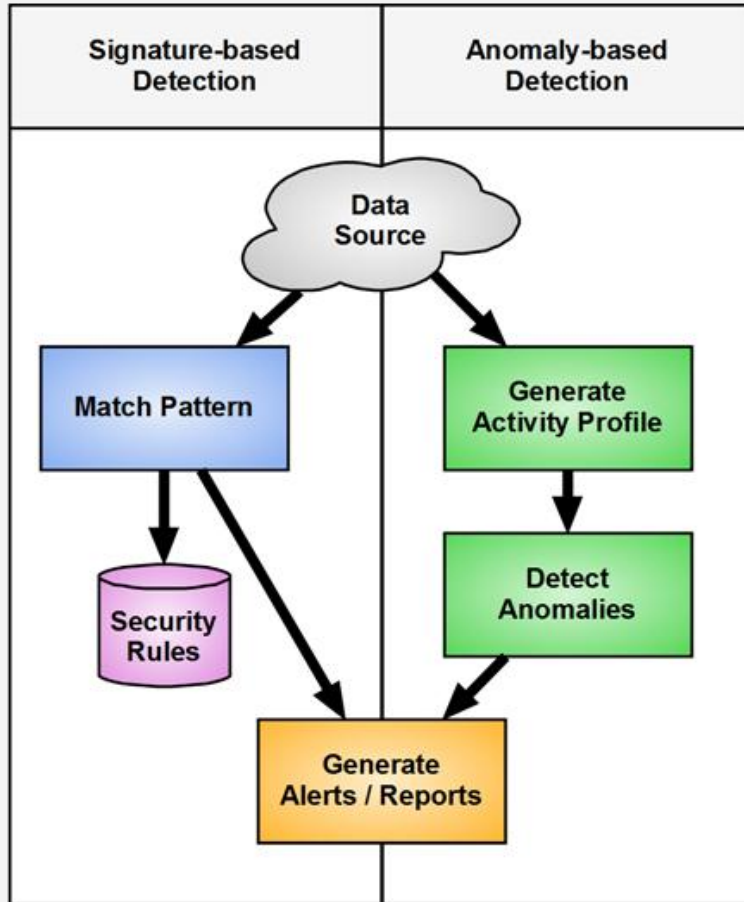 Signature-based
Detection
Anomaly-based
Detection
Data
Source
Match Pattern
Generate
Activity Profile
Security
Rules
Detect
Anomalies
Generate
Alerts / Reports